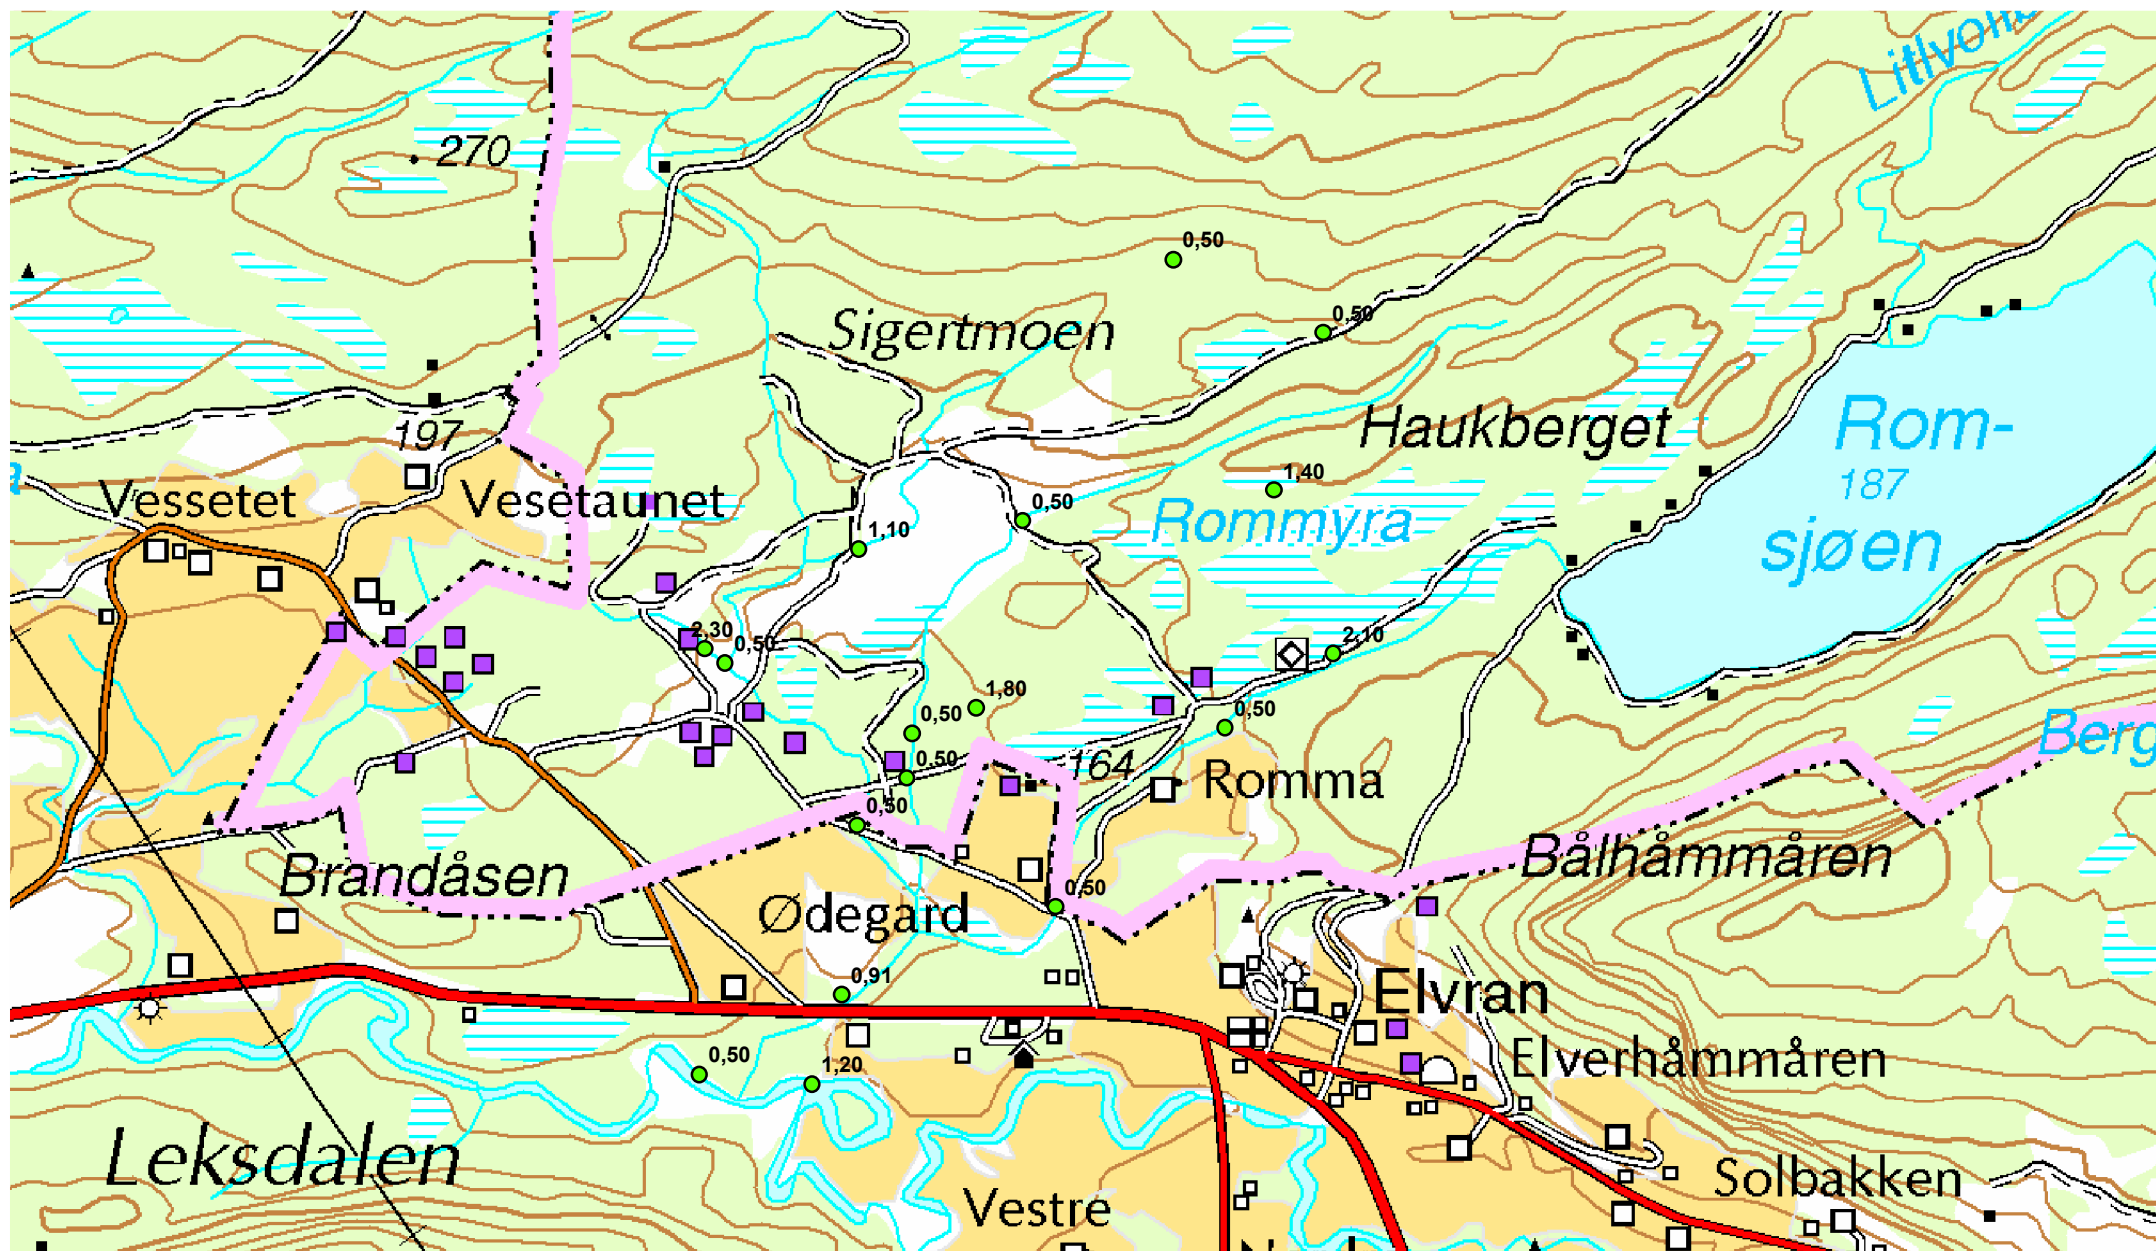 270
0,50
0,50
Sigertmoen
Haukberget
Rom-
187
sjøen
197
Vessetet
Vesetaunet
1,40
0,50
Rommyra
1,10
2,30
0,50
2,10
1,80
0,50
0,50
0,50
164
Romma
0,50
Berg
Bålhåmmåren
Brandåsen
0,50
Ødegard
0,91
Elvran
0,50
1,20
Elverhåmmåren
Leksdalen
Vestre
Solbakken